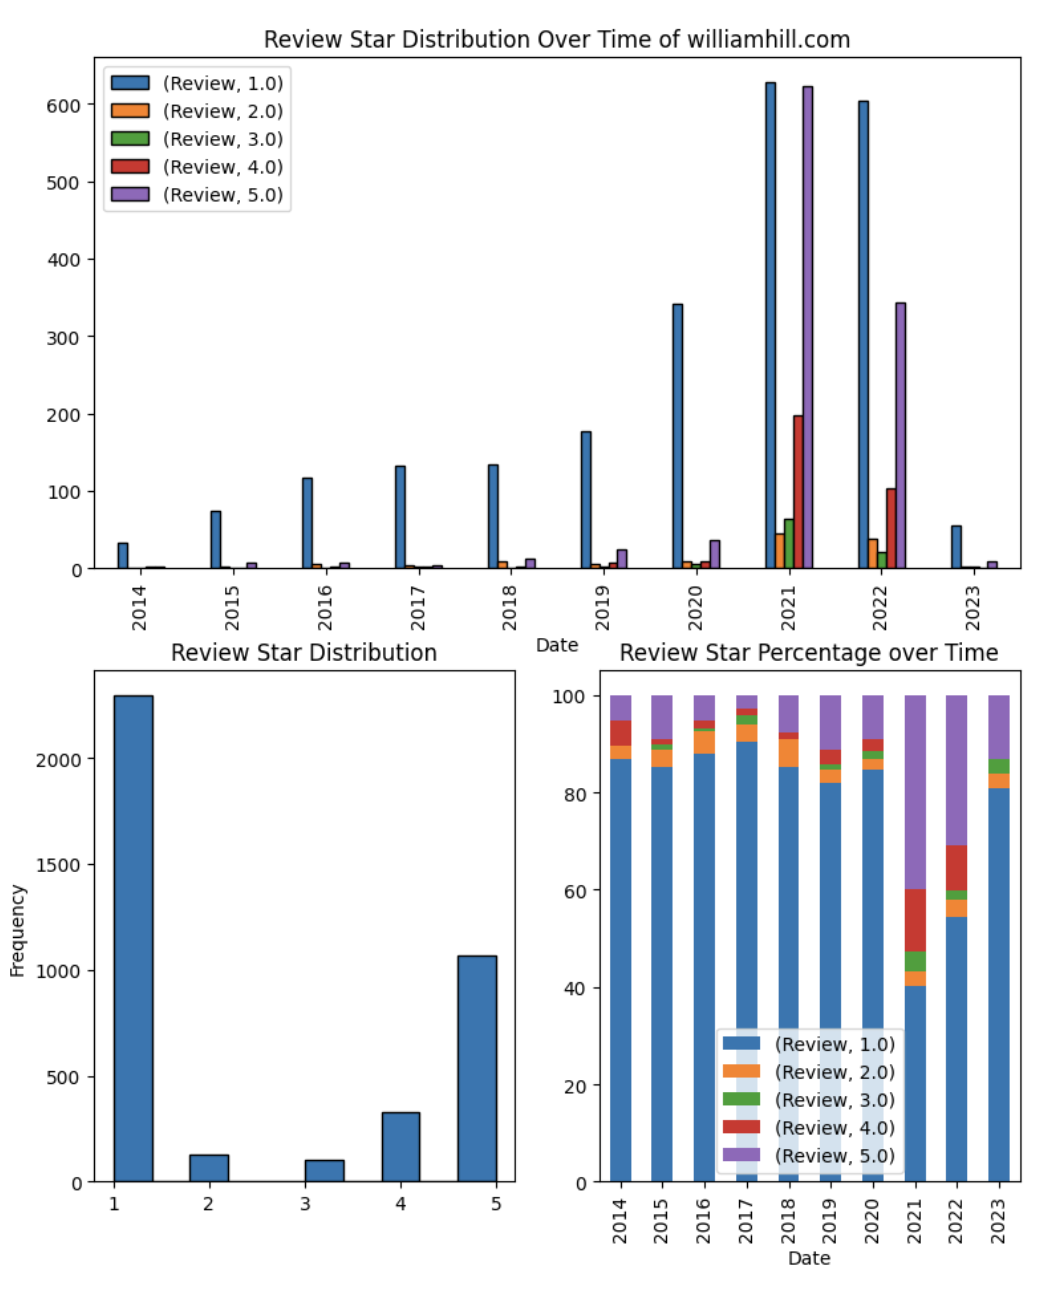 Review Star Distribution Over Time of williamhill.com
(Review, 1.0)
(Review, 2.0)
(Review, 3.0)
(Review, 4.0)
(Review, 5.0)
600
500
400
300
200
100
0
2014
2015
2016
2017
2018
2019
2020
2021
2022
2023
Date
Review Star Distribution
Frequency
2000
1500
1000
500
0
1
2
3
4
5
Review Star Percentage over Time
100
80
60
40
20
0
(Review, 1.0)
(Review, 2.0)
(Review, 3.0)
(Review, 4.0)
(Review, 5.0)
2014
2015
2016
2017
2018
2019
2020
2021
2022
2023
Date